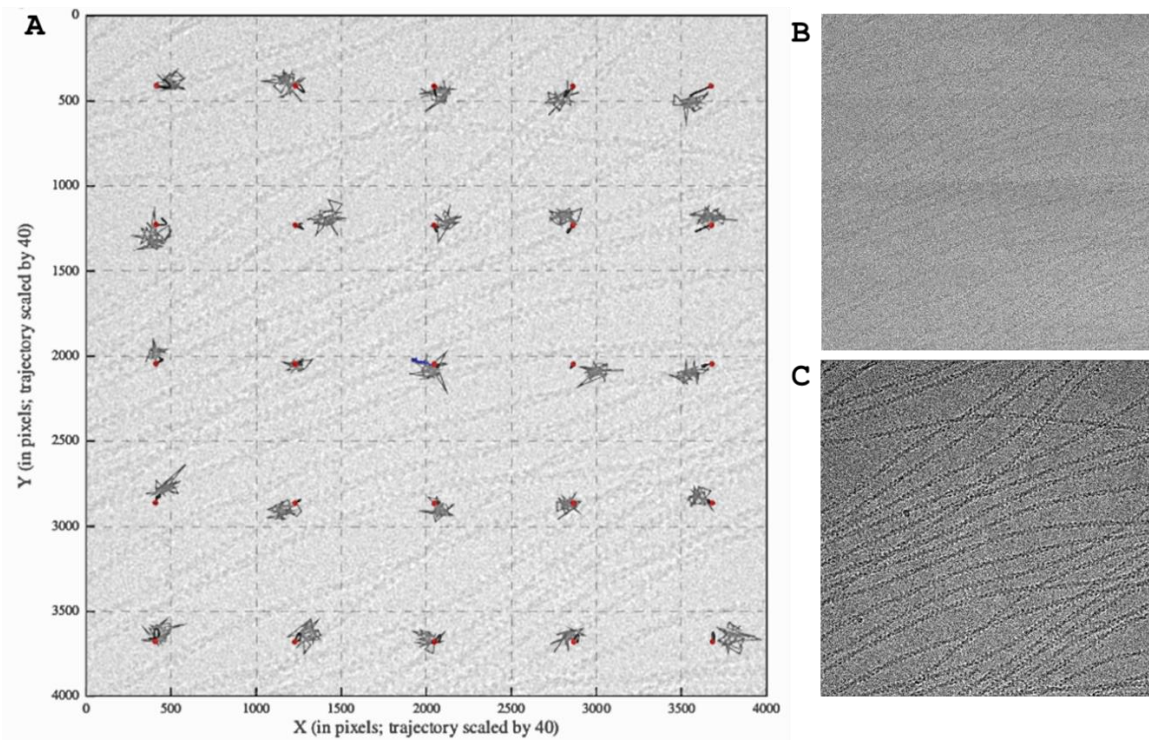 A
B
C
0
500
1000
1500
2000
2500
3000
3500
4000
Y (in pixels; trajectory scaled by 40)
0 500 1000 1500 2000 2500 3000 3500 4000
X (in pixels; trajectory scaled by 40)